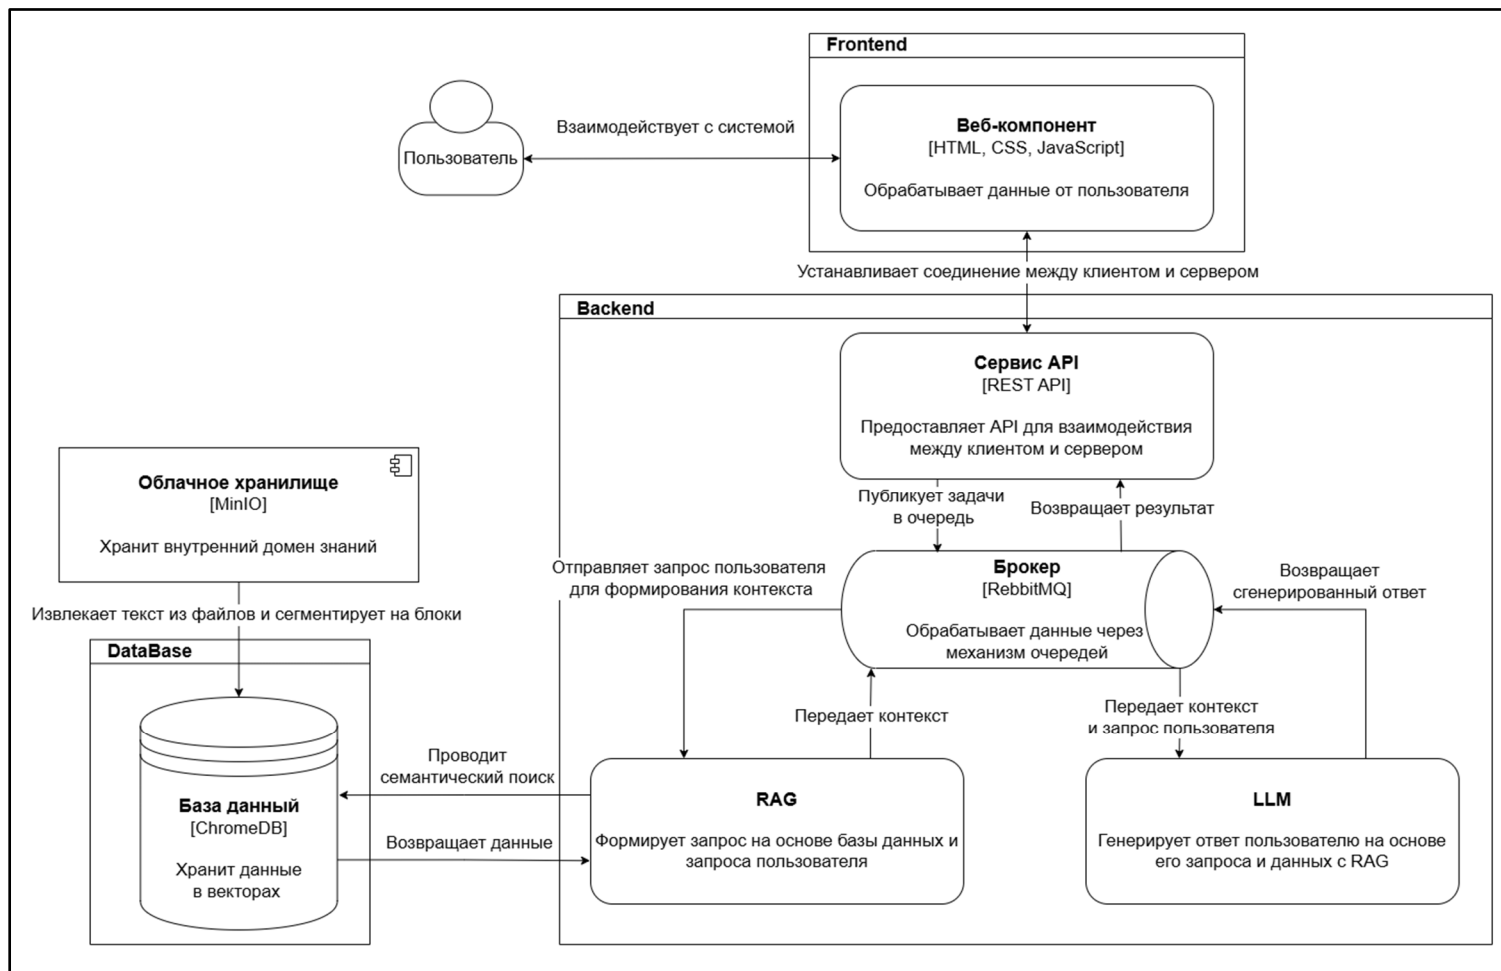 Frontend
Веб-компонент
[HTML, CSS, JavaScript]
Обрабатывает данные от пользователя
Взаимодействует с системой
Пользователь
Устанавливает соединение между клиентом и сервером
Backend
Сервис API
[REST API]
Предоставляет API для взаимодействия
между клиентом и сервером
Облачное хранилище
[MinIO]
Хранит внутренний домен знаний
Публикует задачи
в очередь
Возвращает результат
Отправляет запрос пользователя
для формирования контекста
Брокер
[RebbitMQ]
Обрабатывает данные через
механизм очередей
Возвращает
сгенерированный ответ
Извлекает текст из файлов и сегментирует на блоки
DataBase
Передает контекст
Передает контекст
и запрос пользователя
Проводит
семантический поиск
База данный
[ChromeDB]
Хранит данные
в векторах
Возвращает данные
RAG
Формирует запрос на основе базы данных и
запроса пользователя
LLM
Генерирует ответ пользователю на основе
его запроса и данных с RAG